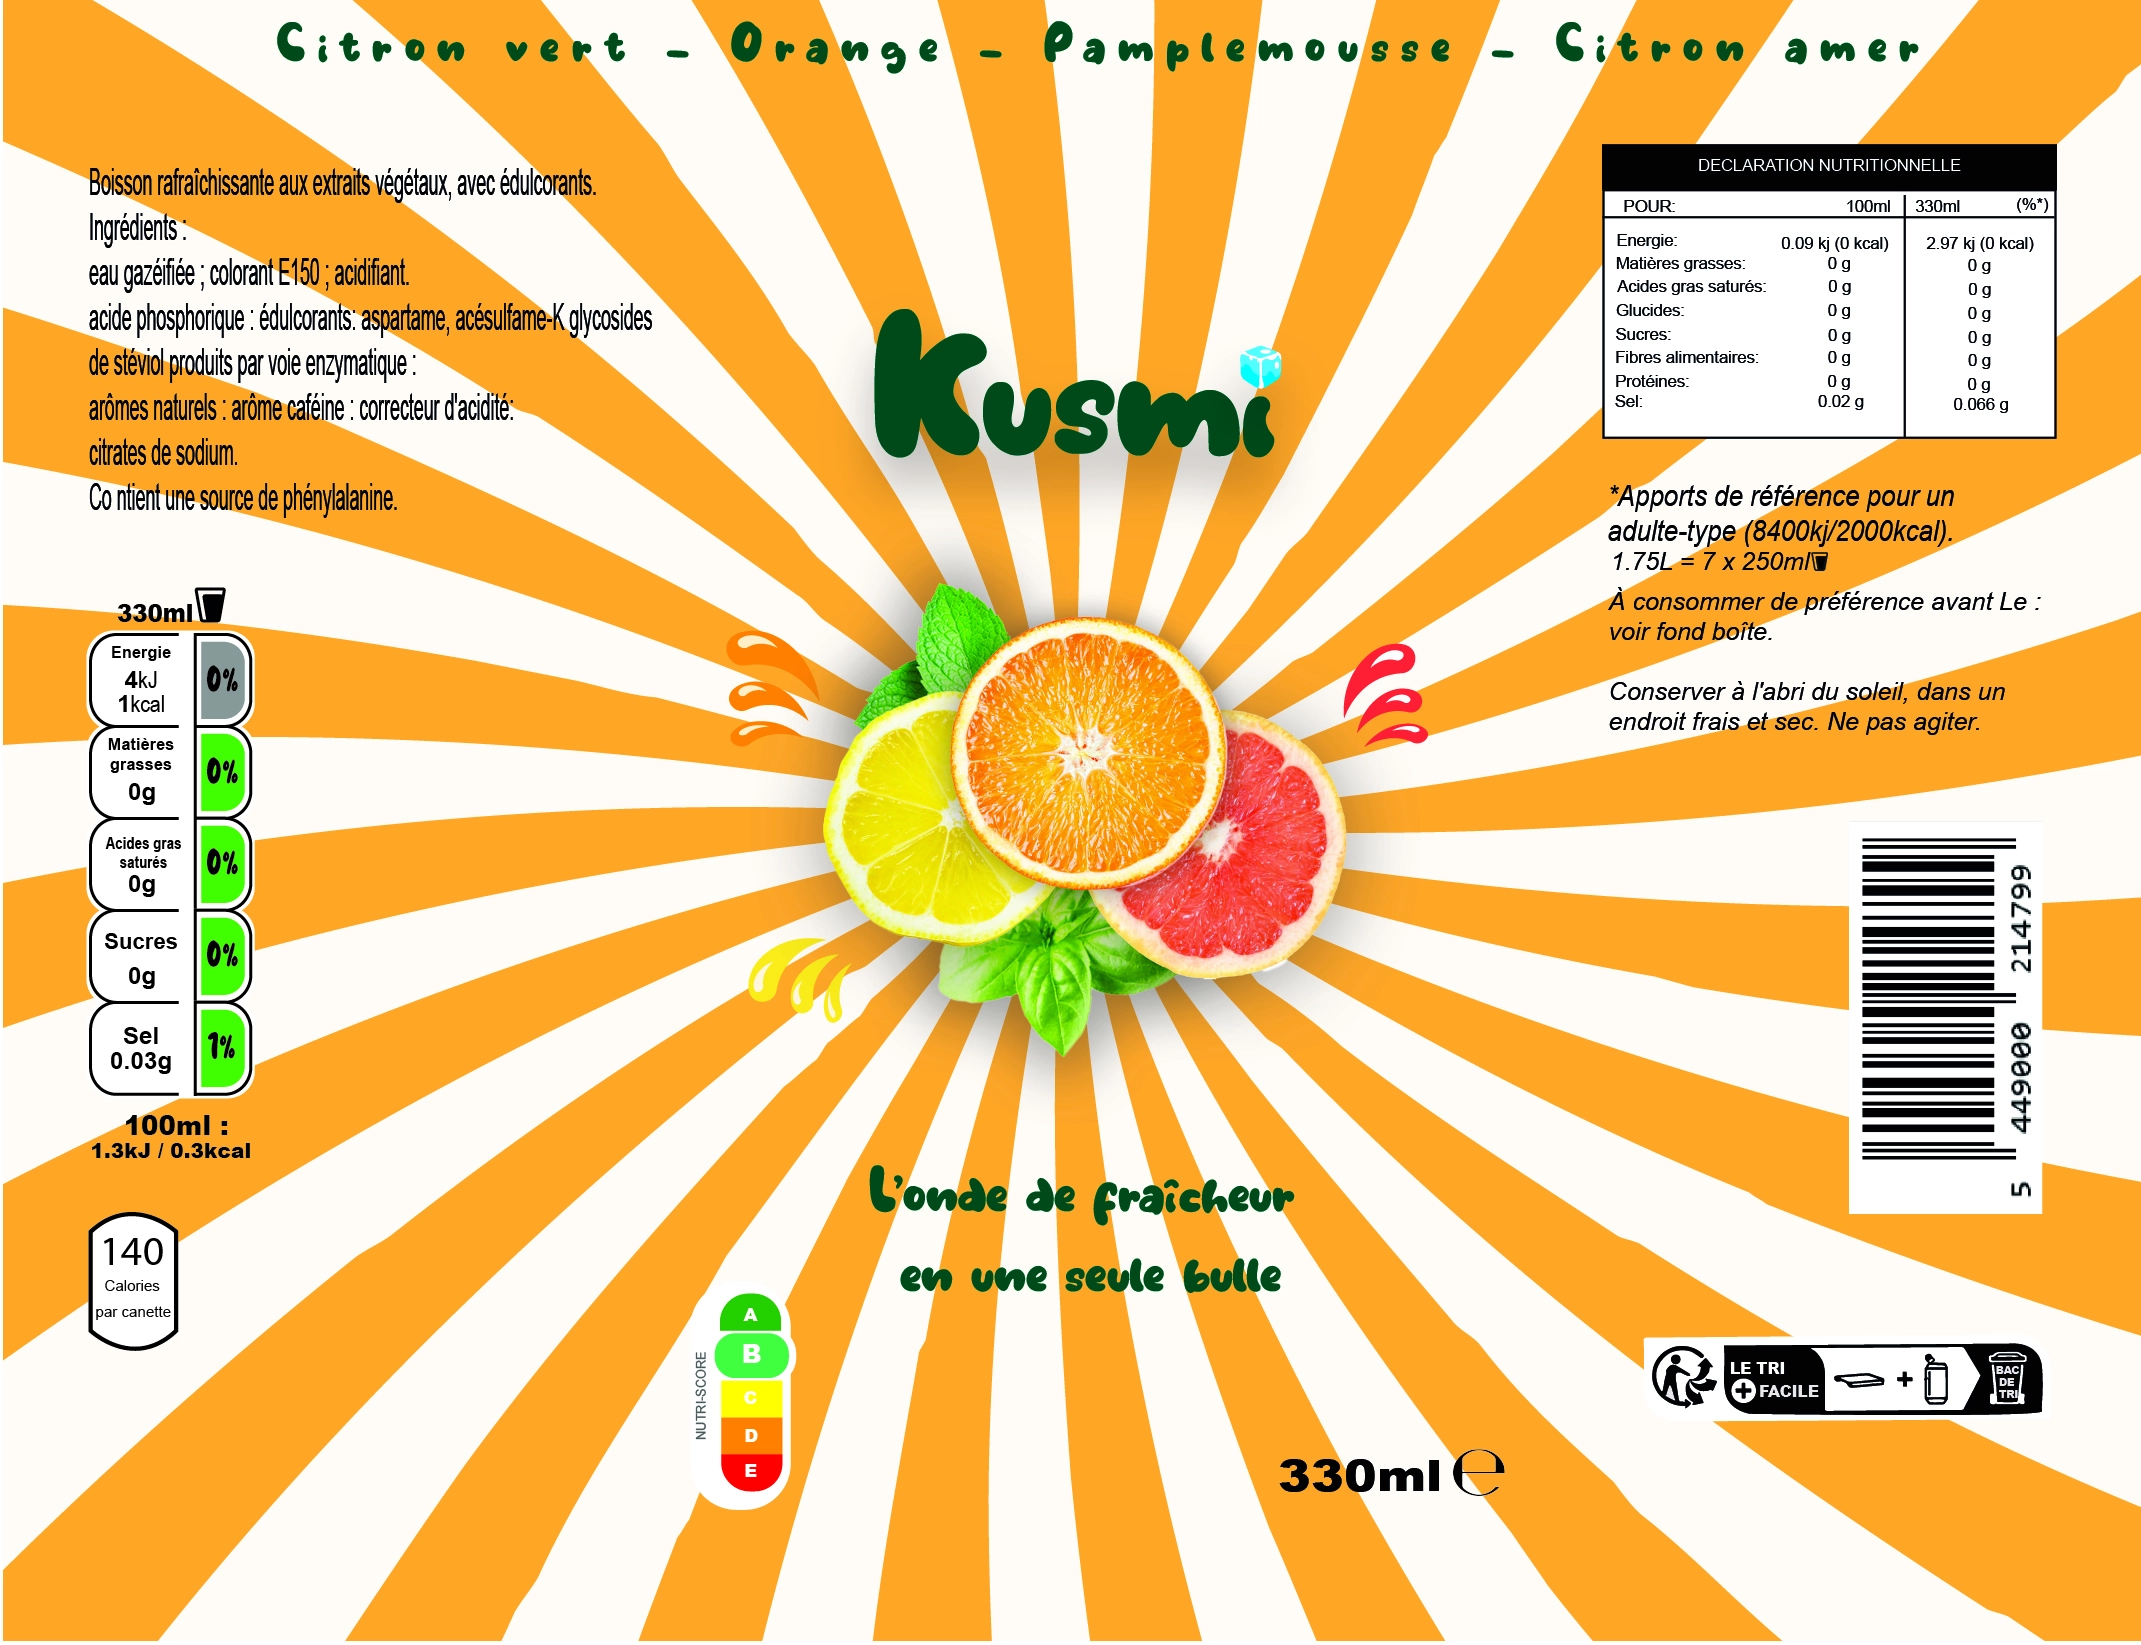 Citron vert - Orange - Pamplemousse - Citron amer
Boisson rafraîchissante aux extraits végétaux, avec édulcorants.
Ingrédients :
eau gazéifiée ; colorant E150 ; acidifiant.
acide phosphorique : édulcorants: aspartame, acésulfame-K glycosides
de stéviol produits par voie enzymatique :
arômes naturels : arôme caféine : correcteur d'acidité:
citrates de sodium.
Co ntient une source de phénylalanine.
330ml
Energie
4kJ
1kcal
0%
Matières
grasses
0g
0%
Acides gras
saturés
0g
0%
Sucres
0g
0%
Sel
0.03g
1%
100ml :
1.3kJ / 0.3kcal
140
Calories
par canette
Kusmi
L'onde de fraîcheur
en une seule bulle
NUTRI-SCORE
A
B
C
D
E
330ml e
DECLARATION NUTRITIONNELLE
POUR: 100ml 330ml (%*)
Energie: 0.09 kj (0 kcal) 2.97 kj (0 kcal)
Matières grasses: 0 g 0 g
Acides gras saturés: 0 g 0 g
Glucides: 0 g 0 g
Sucres: 0 g 0 g
Fibres alimentaires: 0 g 0 g
Protéines: 0 g 0 g
Sel: 0.02 g 0.066 g
*Apports de référence pour un
adulte-type (8400kj/2000kcal).
1.75L = 7 x 250ml
À consommer de préférence avant Le :
voir fond boîte.
Conserver à l'abri du soleil, dans un
endroit frais et sec. Ne pas agiter.
5 449000 214799
LE TRI
+ FACILE
+
BAC
DE
TRI